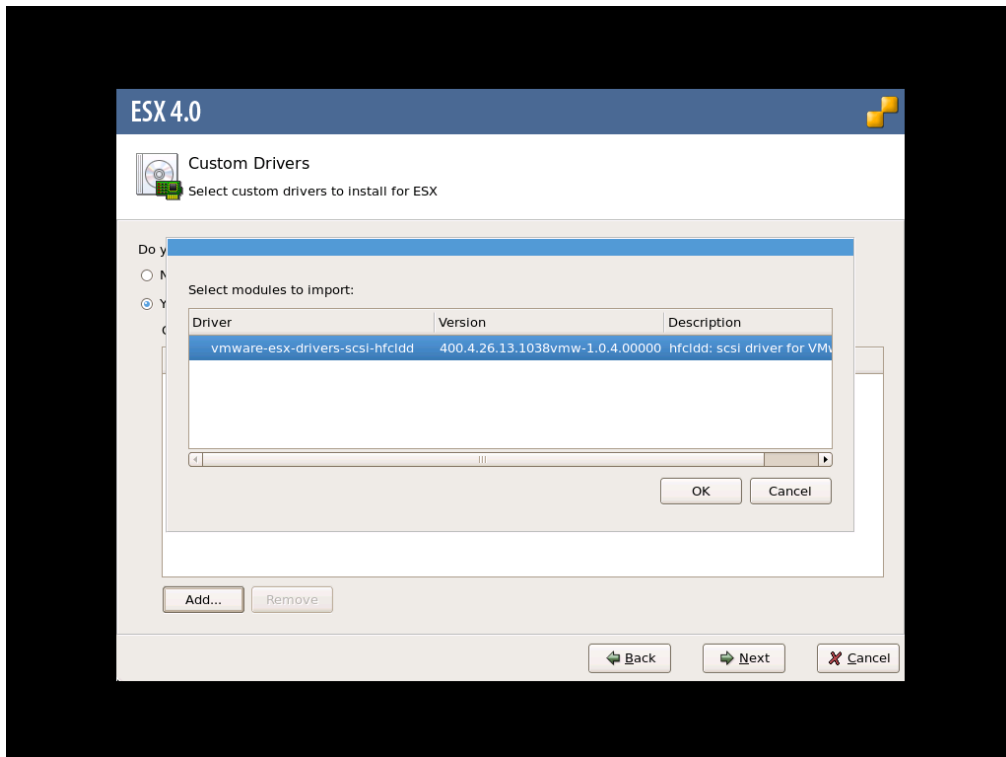 ESX 4.0
Custom Drivers
Select custom drivers to install for ESX
Do y
Select modules to import:
Driver Version Description
vmware-esx-drivers-scsi-hfcldd 400.4.26.13.1038vmw-1.0.4.00000 hfcldd: scsi driver for VMw
OK Cancel
Add... Remove
Back Next Cancel